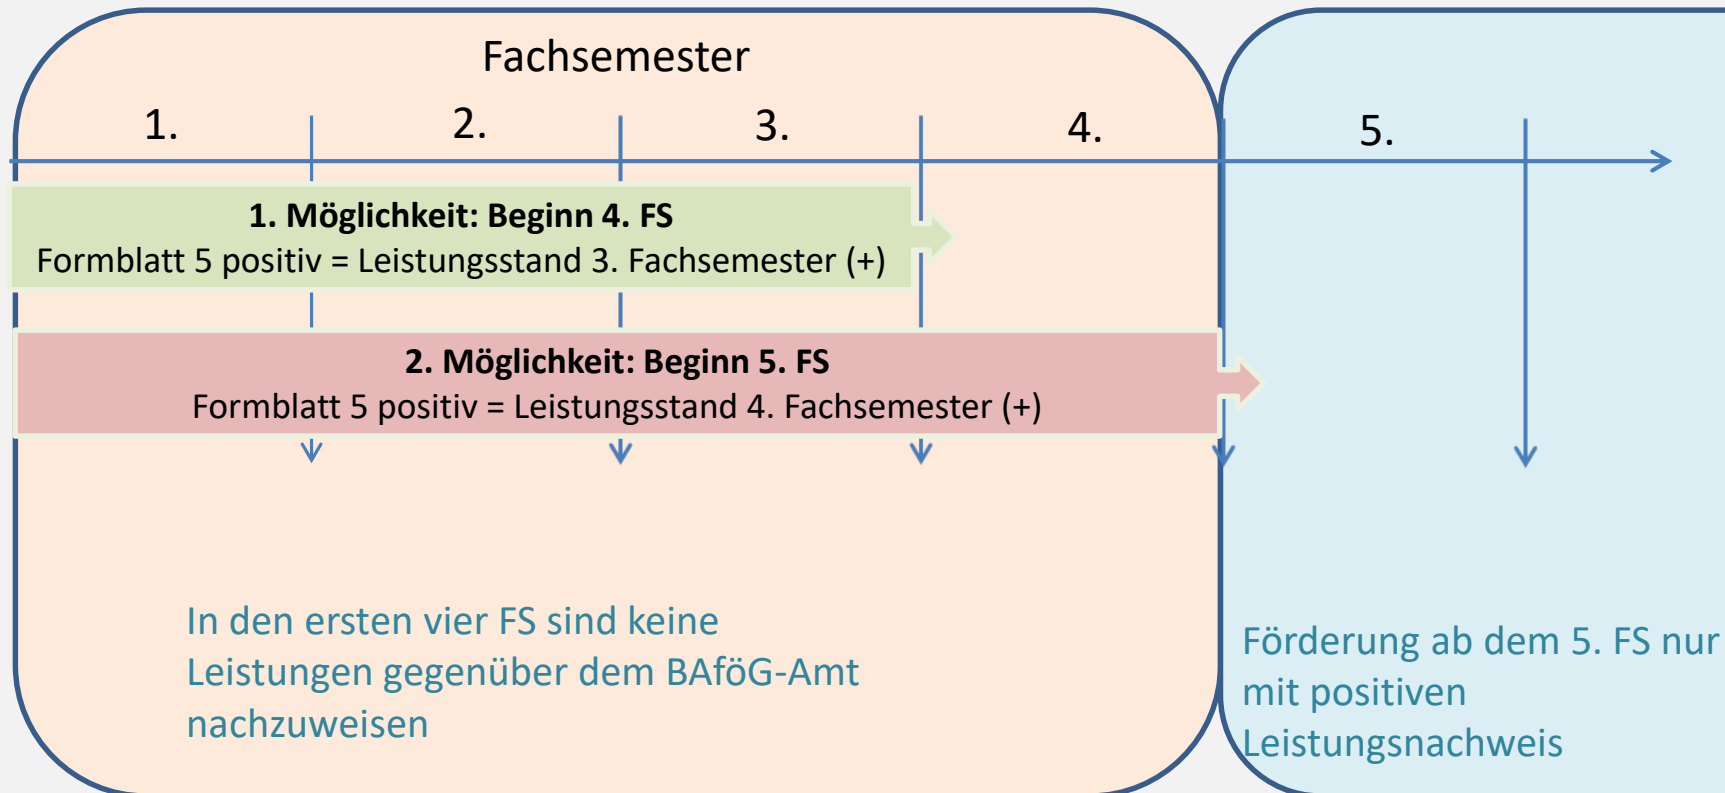 Fachsemester
1. 2. 3. 4. 5.
1. Möglichkeit: Beginn 4. FS
Formblatt 5 positiv = Leistungsstand 3. Fachsemester (+)
2. Möglichkeit: Beginn 5. FS
Formblatt 5 positiv = Leistungsstand 4. Fachsemester (+)
In den ersten vier FS sind keine
Leistungen gegenüber dem BAföG-Amt
nachzuweisen
Förderung ab dem 5. FS nur
mit positiven
Leistungsnachweis